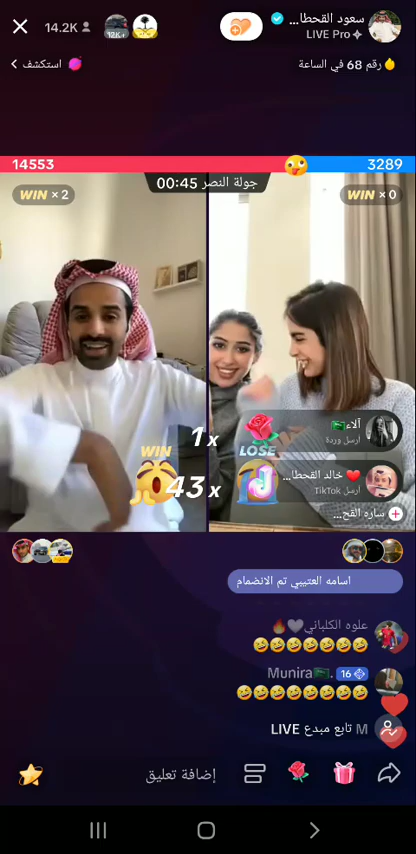 سعود القحطا...
LIVE Pro
14.2K
12K+
رقم 68 في الساعة
استكشف
14553
3289
جولة النصر 00:45
WIN × 2
WIN × 0
آلاء
أرسل وردة
1 x
WIN
LOSE
خالد القحطا...
أرسل TikTok
43 x
ساره القح...
اسامه العتيبي تم الانضمام
علوه الكلباني
Munira
16
M تابع مبدع LIVE
إضافة تعليق